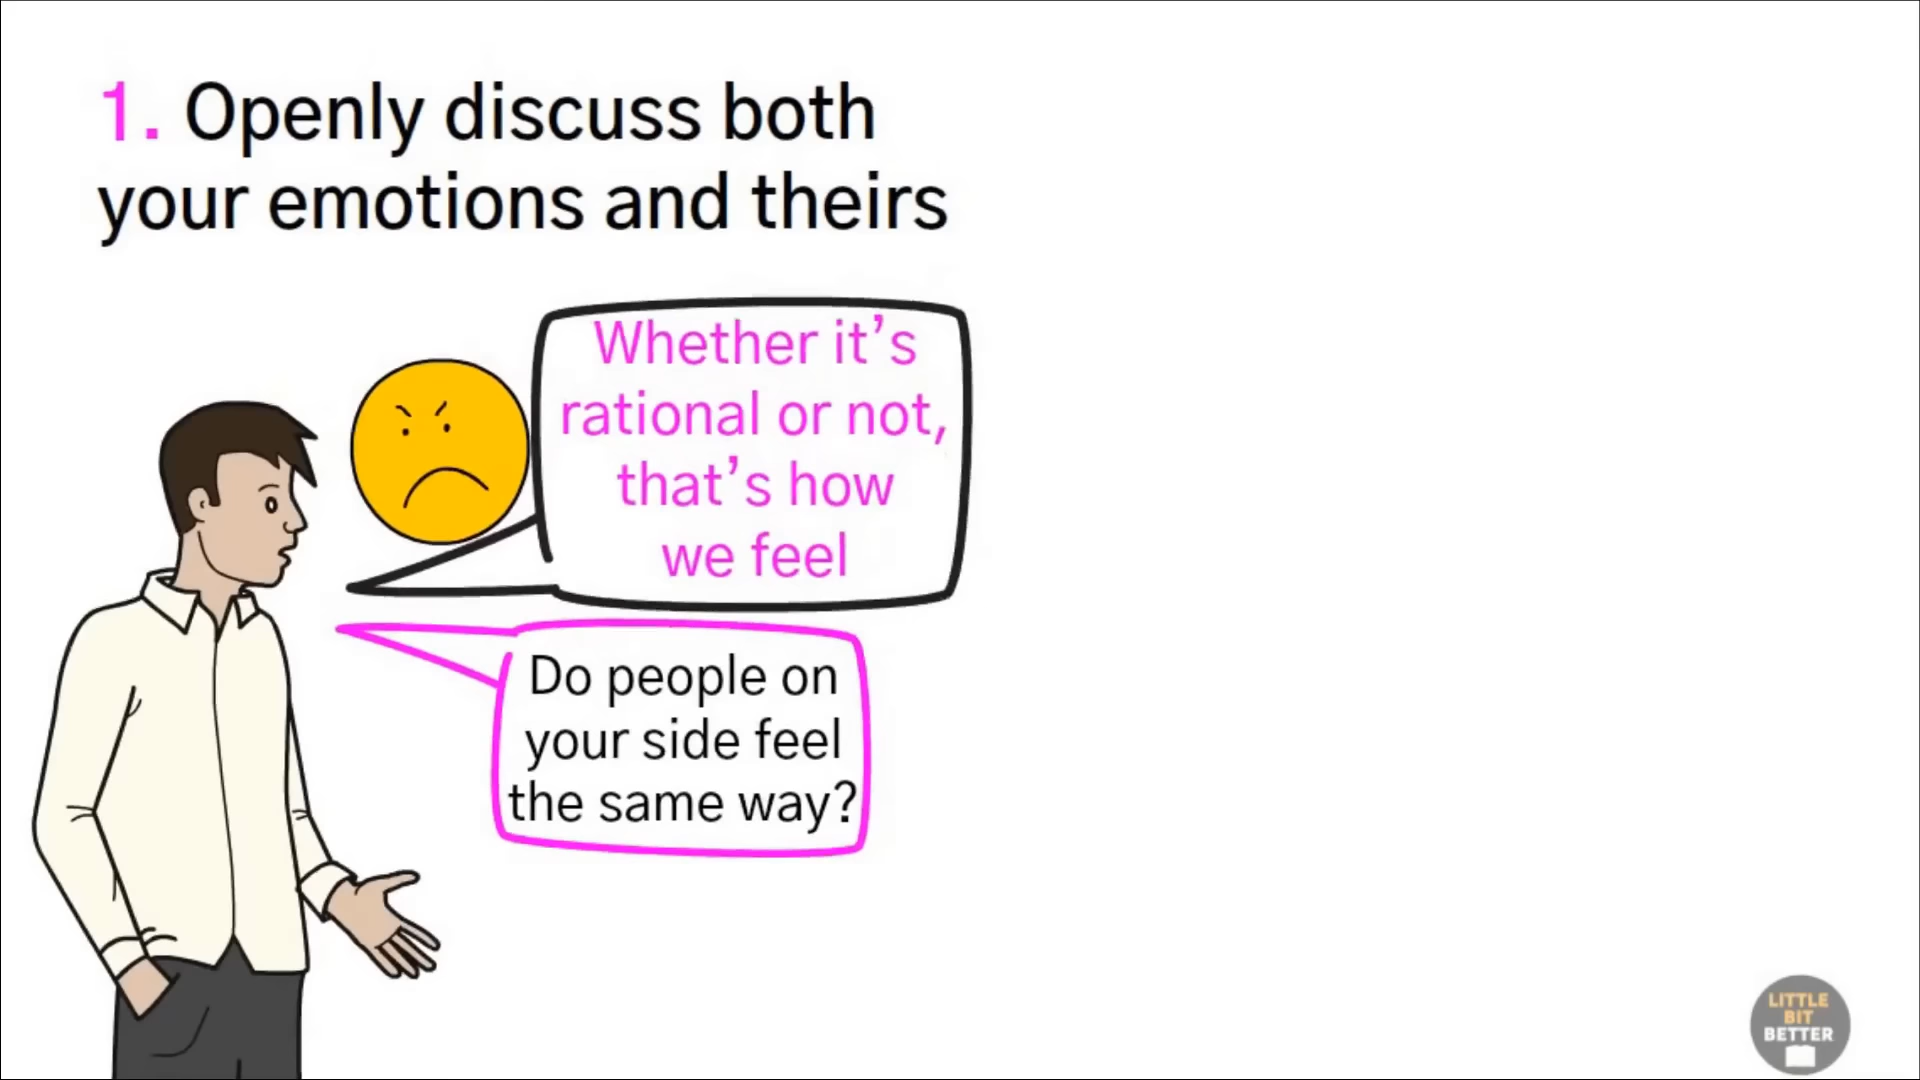 1. Openly discuss both
your emotions and theirs
Whether it’s
rational or not,
that’s how
we feel
Do people on
your side feel
the same way?
LITTLE
BIT
BETTER